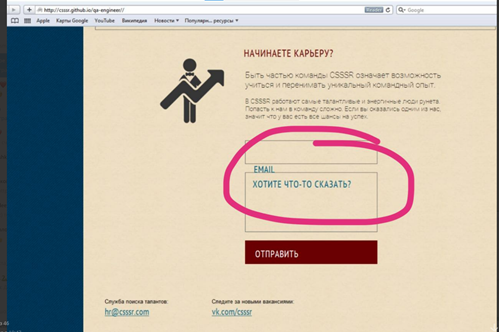 http://csssr.github.io/qa-engineer//
Reader
Google
Apple Карты Google YouTube Википедия Новости Популярн... ресурсы
НАЧИНАЕТЕ КАРЬЕРУ?
Быть частью команды CSSSR означает возможность
учиться и перенимать уникальный командный опыт.
В CSSSR работают самые талантливые и энергичные люди рунета.
Попасть к нам в команду сложно. Если вы оказались одним из нас,
значит что у вас есть все шансы на успех.
EMAIL
ХОТИТЕ ЧТО-ТО СКАЗАТЬ?
ОТПРАВИТЬ
Служба поиска талантов:
hr@csssr.com
Следите за новыми вакансиями:
vk.com/csssr